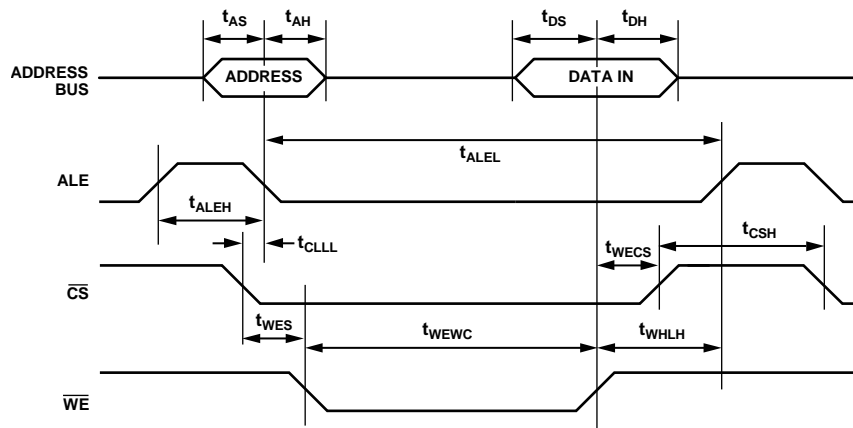 tAS tAH tDS tDH
ADDRESS
BUS
ADDRESS DATA IN
tALEL
ALE
tALEH
tCLLL
tCSH
tWECS
CS
tWES
tWEWC tWHLH
WE